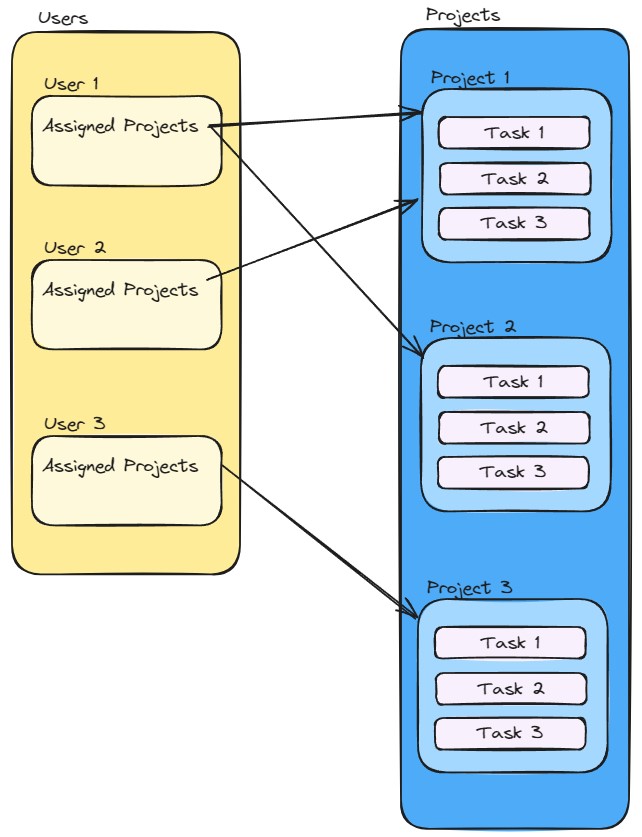 Users
User 1
Assigned Projects
User 2
Assigned Projects
User 3
Assigned Projects
Projects
Project 1
Task 1
Task 2
Task 3
Project 2
Task 1
Task 2
Task 3
Project 3
Task 1
Task 2
Task 3